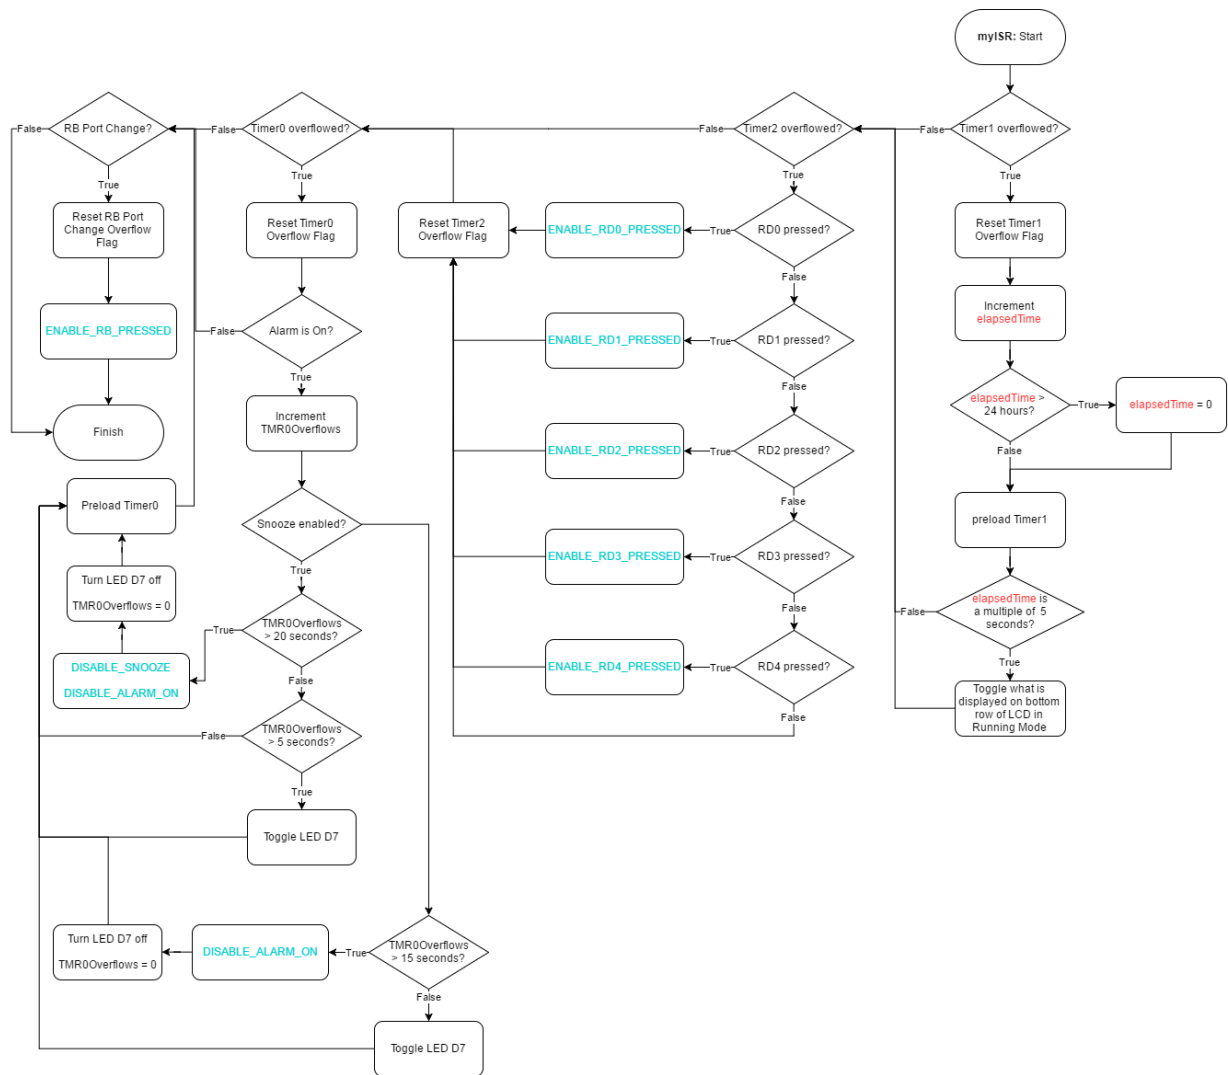 myISR: Start
Timer1 overflowed?
False
True
Reset Timer1
Overflow Flag
Increment
elapsedTime
elapsedTime >
24 hours?
True
elapsedTime = 0
False
preload Timer1
elapsedTime is
a multiple of 5
seconds?
False
True
Toggle what is
displayed on bottom
row of LCD in
Running Mode
Timer2 overflowed?
False
True
RD0 pressed?
True
ENABLE_RD0_PRESSED
False
RD1 pressed?
True
ENABLE_RD1_PRESSED
False
RD2 pressed?
True
ENABLE_RD2_PRESSED
False
RD3 pressed?
True
ENABLE_RD3_PRESSED
False
RD4 pressed?
True
ENABLE_RD4_PRESSED
False
Reset Timer2
Overflow Flag
Timer0 overflowed?
False
True
Reset Timer0
Overflow Flag
Alarm is On?
False
True
Increment
TMR0Overflows
Snooze enabled?
True
TMR0Overflows
> 20 seconds?
True
DISABLE_SNOOZE
DISABLE_ALARM_ON
Turn LED D7 off
TMR0Overflows = 0
Preload Timer0
False
TMR0Overflows
> 5 seconds?
False
True
Toggle LED D7
TMR0Overflows
> 15 seconds?
True
DISABLE_ALARM_ON
Turn LED D7 off
TMR0Overflows = 0
False
Toggle LED D7
RB Port Change?
False
True
Reset RB Port
Change Overflow
Flag
ENABLE_RB_PRESSED
Finish